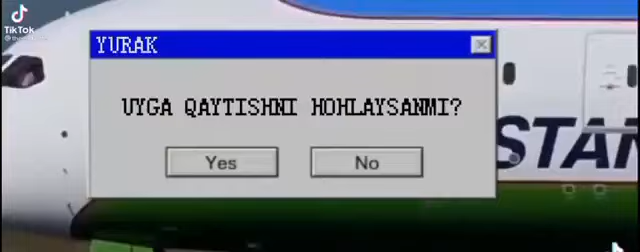 TikTok
YURAK
UYGA QAYTISHNI HOHLAYSANMI?
Yes No
STAN